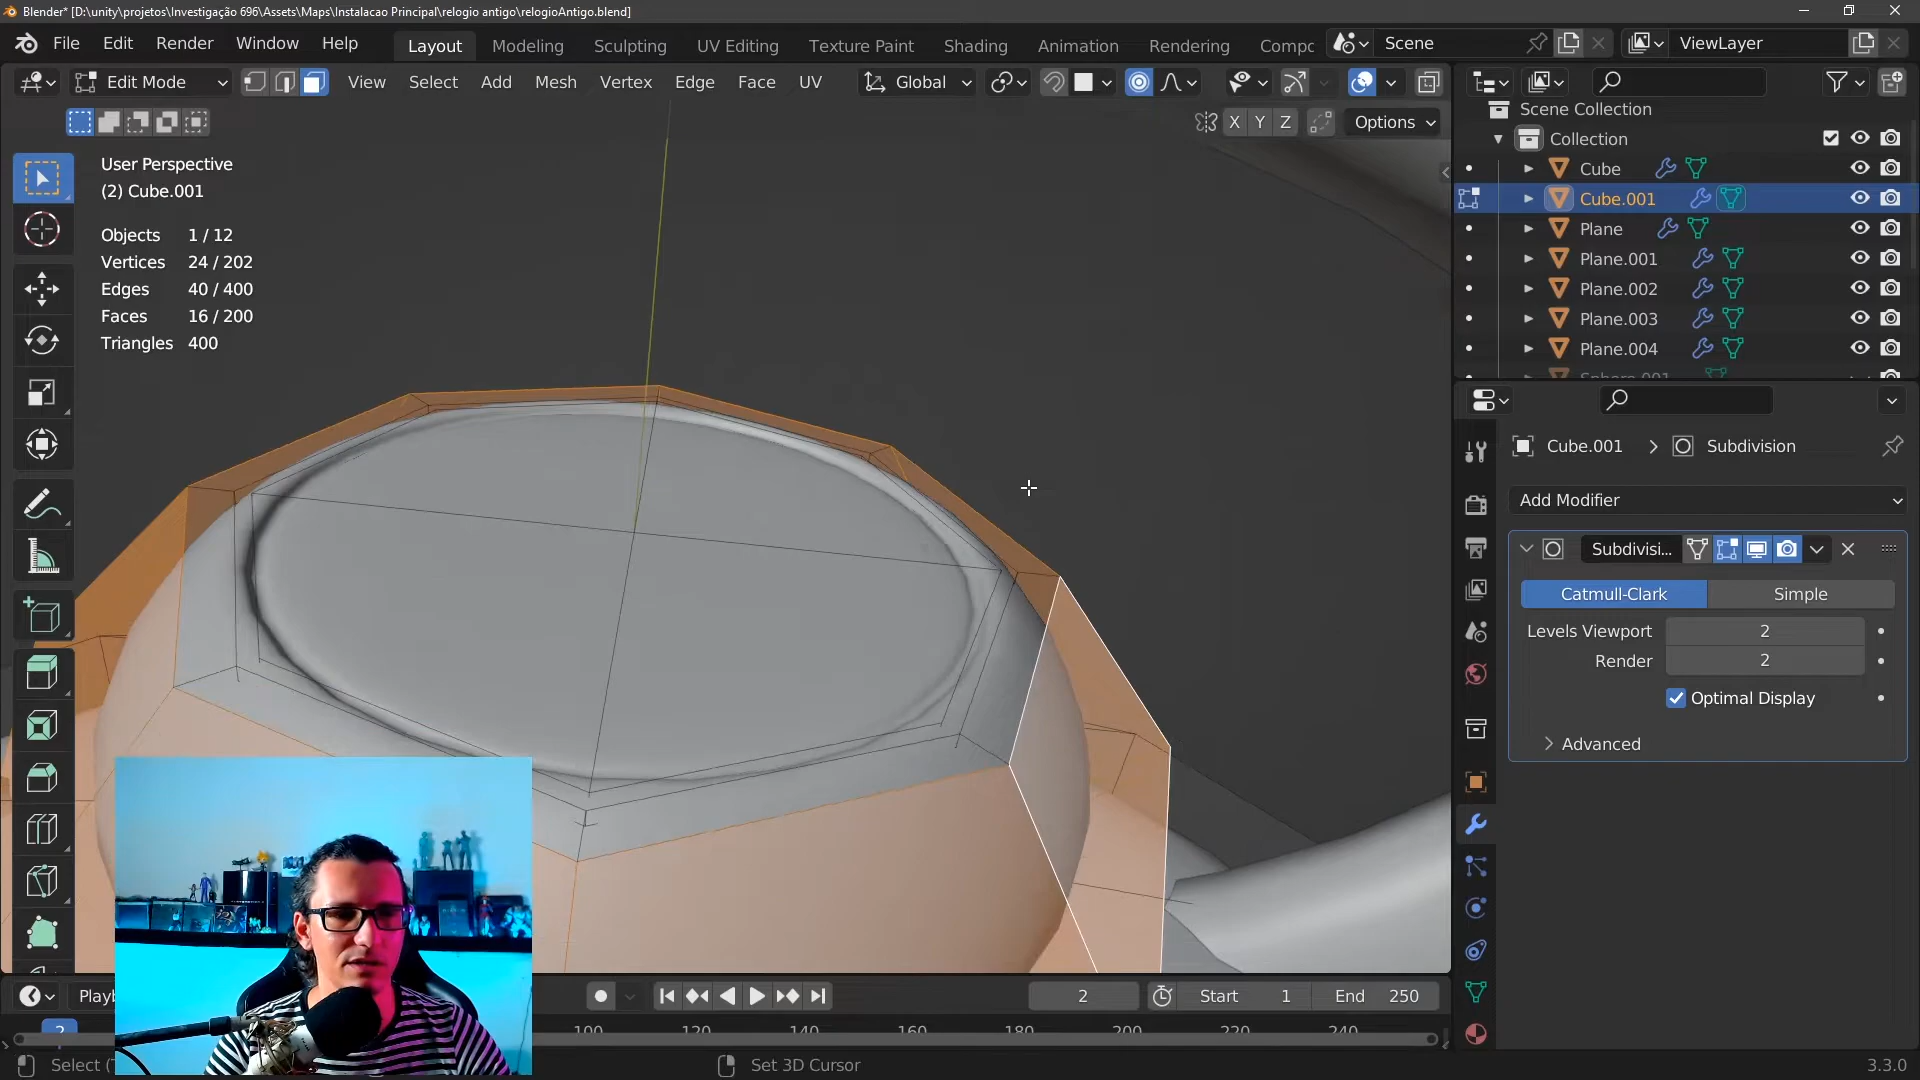 Blender* [D:\unity\projetos\Investigação 696\Assets\Maps\Instalacao Principal\relogio antigo\relogioAntigo.blend]
File Edit Render Window Help Layout Modeling Sculpting UV Editing Texture Paint Shading Animation Rendering Compc Scene ViewLayer
Edit Mode View Select Add Mesh Vertex Edge Face UV Global
X Y Z Options
User Perspective
(2) Cube.001
Objects 1 / 12
Vertices 24 / 202
Edges 40 / 400
Faces 16 / 200
Triangles 400
Scene Collection
Collection
Cube
Cube.001
Plane
Plane.001
Plane.002
Plane.003
Plane.004
Sphere.001
Cube.001 > Subdivision
Add Modifier
Subdivisi...
Catmull-Clark Simple
Levels Viewport 2
Render 2
Optimal Display
Advanced
Playb 2 Start 1 End 250
2 100 120 140 160 180 200 220 240
Select (T Set 3D Cursor 3.3.0